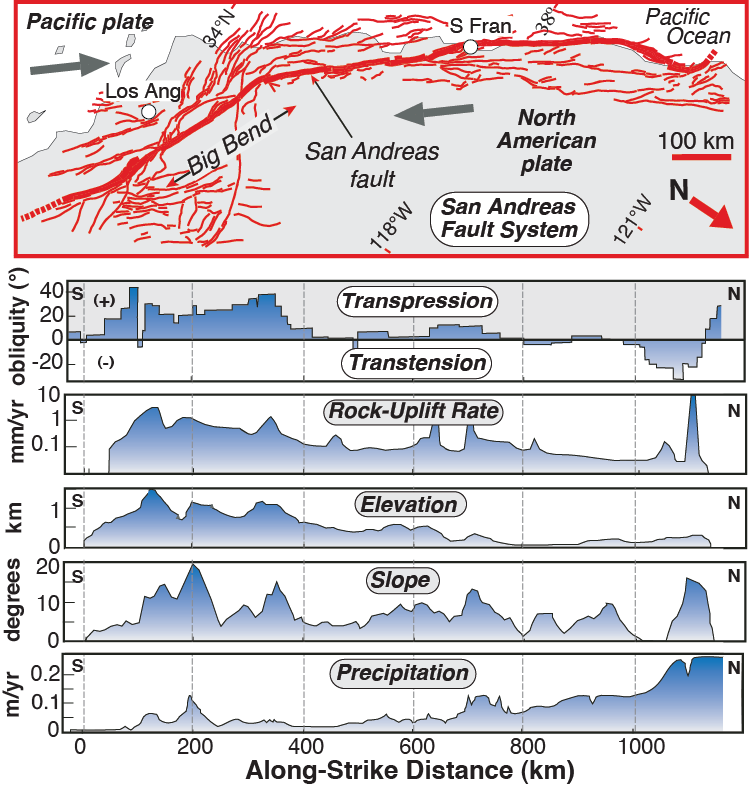 Pacific plate
34°N
S Fran.
38°
Pacific
Ocean
Los Ang
Big Bend
San Andreas
fault
North
American
plate
100 km
N
118°W
San Andreas
Fault System
121°W
obliquity (°)
40
20
0
-20
S
(+)
(-)
Transpression
Transtension
N
mm/yr
10
1
0.1
S
Rock-Uplift Rate
N
km
1
0
S
Elevation
N
degrees
20
10
0
S
Slope
N
m/yr
0.2
0.1
0
S
Precipitation
N
0 200 400 600 800 1000
Along-Strike Distance (km)